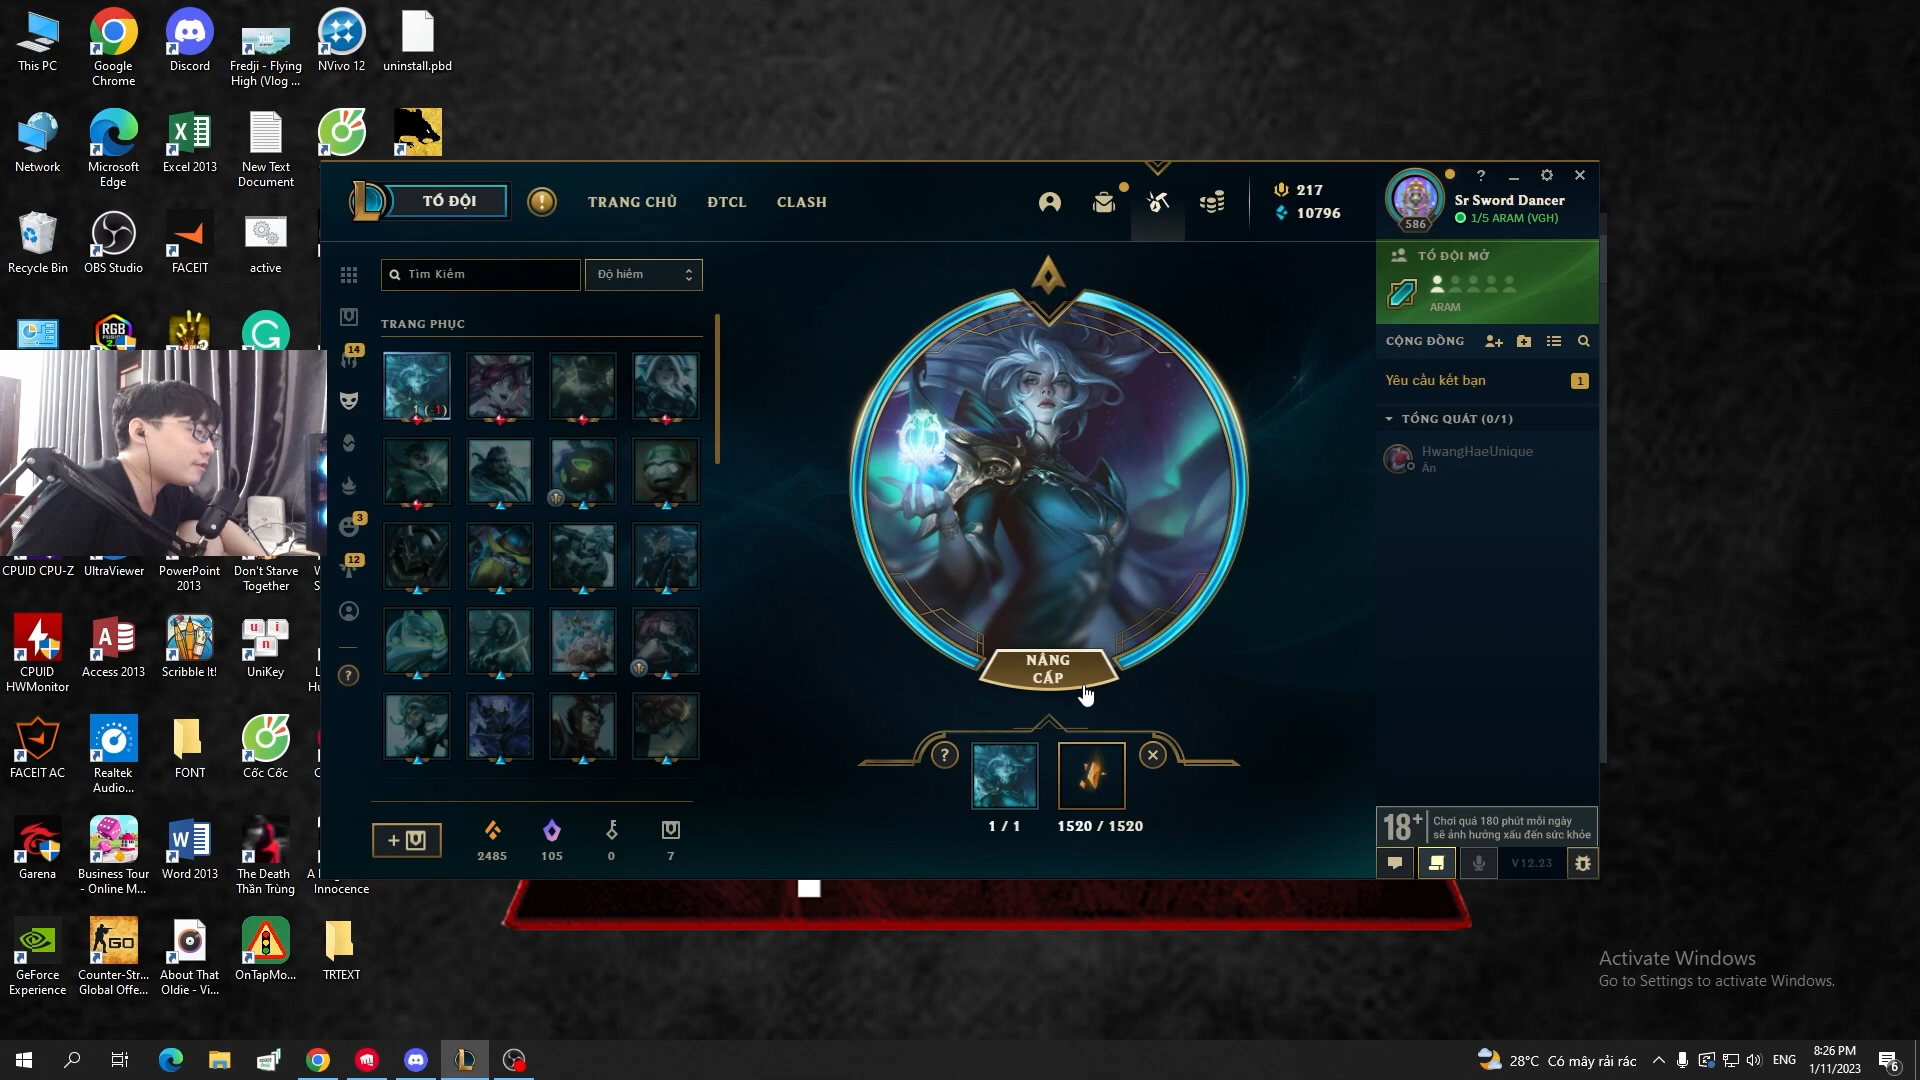 This PC
Google
Chrome
Discord
Fredji - Flying
High (Vlog ...
NVivo 12
uninstall.pbd
Network
Microsoft
Edge
Excel 2013
New Text
Document
Recycle Bin
OBS Studio
FACEIT
active
CPUID CPU-Z
UltraViewer
PowerPoint
2013
Don't Starve
Together
CPUID
HWMonitor
Access 2013
Scribble It!
UniKey
FACEIT AC
Realtek
Audio...
FONT
Cốc Cốc
Garena
Business Tour
- Online M...
Word 2013
The Death
Thần Trùng
Innocence
GeForce
Experience
Counter-Str...
Global Offe...
About That
Oldie - Vi...
OnTapMo...
TRTEXT
TỔ ĐỘI
TRANG CHỦ
ĐTCL
CLASH
217
10796
586
Sr Sword Dancer
1/5 ARAM (VGH)
Tìm Kiếm
Độ hiếm
TRANG PHỤC
14
3
12
1 (-1)
NÂNG
CẤP
1 / 1
1520 / 1520
2485
105
0
7
TỔ ĐỘI MỞ
ARAM
CỘNG ĐỒNG
Yêu cầu kết bạn
1
TỔNG QUÁT (0/1)
HwangHaeUnique
Ẩn
18+
Chơi quá 180 phút mỗi ngày
sẽ ảnh hưởng xấu đến sức khỏe
V12.23
Activate Windows
Go to Settings to activate Windows.
28°C Có mây rải rác
ENG
8:26 PM
1/11/2023
6